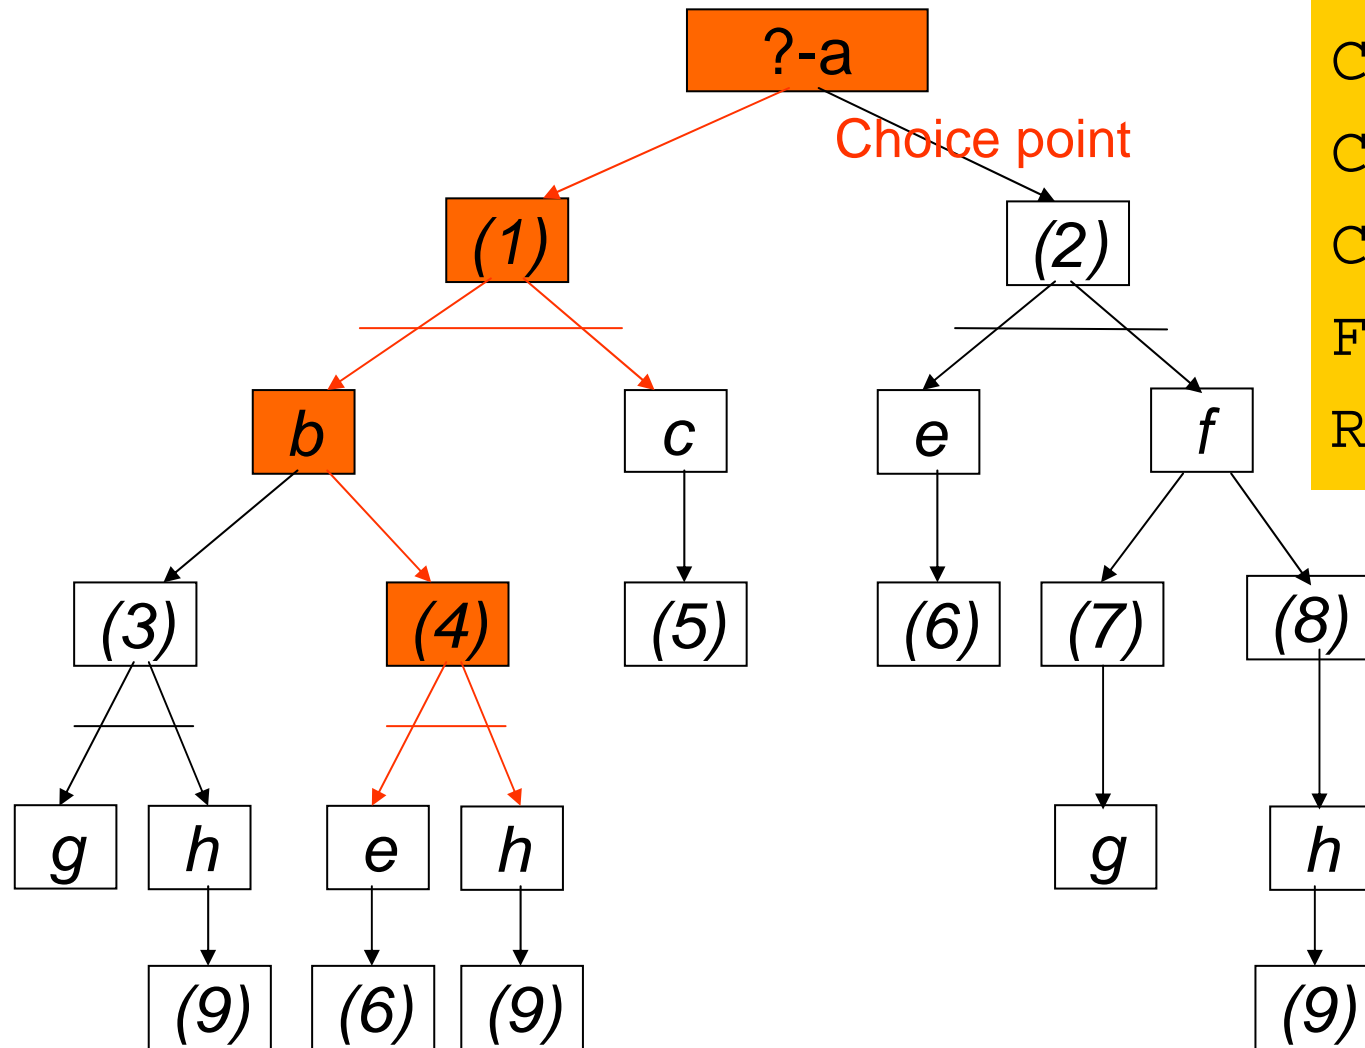 ?-a
Choice point
(1) (2)
b c e f
(3) (4) (5) (6) (7) (8)
g h e h g h
(9) (6) (9) (9)
C
C
C
F
R